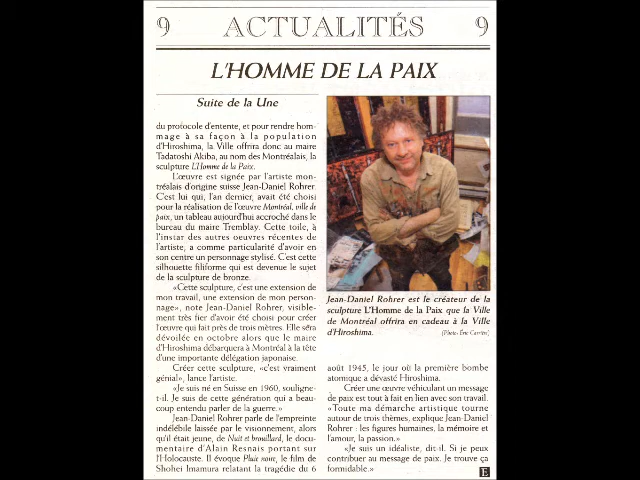 9 ACTUALITÉS 9
L'HOMME DE LA PAIX
Suite de la Une
du protocole d'entente, et pour rendre hom-
mage à sa façon à la population
d'Hiroshima, la Ville offrira donc au maire
Tadatoshi Akiba, au nom des Montréalais, la
sculpture L'Homme de la Paix.
L'œuvre est signée par l'artiste mon-
tréalais d'origine suisse Jean-Daniel Rohrer.
C'est lui qui, l'an dernier, avait été choisi
pour la réalisation de l'œuvre Montréal, ville de
paix, un tableau aujourd'hui accroché dans le
bureau du maire Tremblay. Cette toile, à
l'instar des autres oeuvres récentes de
l'artiste, a comme particularité d'avoir en
son centre un personnage stylisé. C'est cette
silhouette filiforme qui est devenue le sujet
de la sculpture de bronze.
«Cette sculpture, c'est une extension de
mon travail, une extension de mon person-
nage», note Jean-Daniel Rohrer, visible-
ment très fier d'avoir été choisi pour créer
l'œuvre qui fait près de trois mètres. Elle sera
dévoilée en octobre alors que le maire
d'Hiroshima débarquera à Montréal à la tête
d'une importante délégation japonaise.
Créer cette sculpture, «c'est vraiment
génial», lance l'artiste.
«Je suis né en Suisse en 1960, souligne-
t-il. Je suis de cette génération qui a beau-
coup entendu parler de la guerre.»
Jean-Daniel Rohrer parle de l'empreinte
indélébile laissée par le visionnement, alors
qu'il était jeune, de Nuit et brouillard, le docu-
mentaire d'Alain Resnais portant sur
l'Holocauste. Il évoque Pluie noire, le film de
Shohei Imamura relatant la tragédie du 6
Jean-Daniel Rohrer est le créateur de la
sculpture L'Homme de la Paix que la Ville
de Montréal offrira en cadeau à la Ville
d'Hiroshima.
(Photo: Éric Carrière)
août 1945, le jour où la première bombe
atomique a dévasté Hiroshima.
Créer une œuvre véhiculant un message
de paix est tout à fait en lien avec son travail.
«Toute ma démarche artistique tourne
autour de trois thèmes, explique Jean-Daniel
Rohrer : les figures humaines, la mémoire et
l'amour, la passion.»
«Je suis un idéaliste, dit-il. Si je peux
contribuer au message de paix. Je trouve ça
formidable.»
E